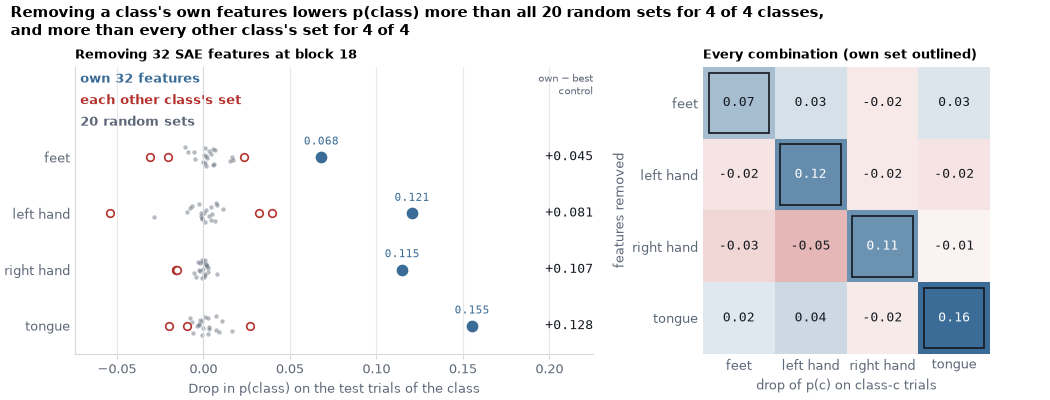 Removing a class's own features lowers p(class) more than all 20 random sets for 4 of 4 classes,
and more than every other class's set for 4 of 4
Removing 32 SAE features at block 18
own 32 features
each other class's set
20 random sets
own − best
control
feet
0.068
+0.045
left hand
0.121
+0.081
right hand
0.115
+0.107
tongue
0.155
+0.128
−0.05
0.00
0.05
0.10
0.15
0.20
Drop in p(class) on the test trials of the class
Every combination (own set outlined)
features removed
feet
0.07
0.03
-0.02
0.03
left hand
-0.02
0.12
-0.02
-0.02
right hand
-0.03
-0.05
0.11
-0.01
tongue
0.02
0.04
-0.02
0.16
feet
left hand
right hand
tongue
drop of p(c) on class-c trials